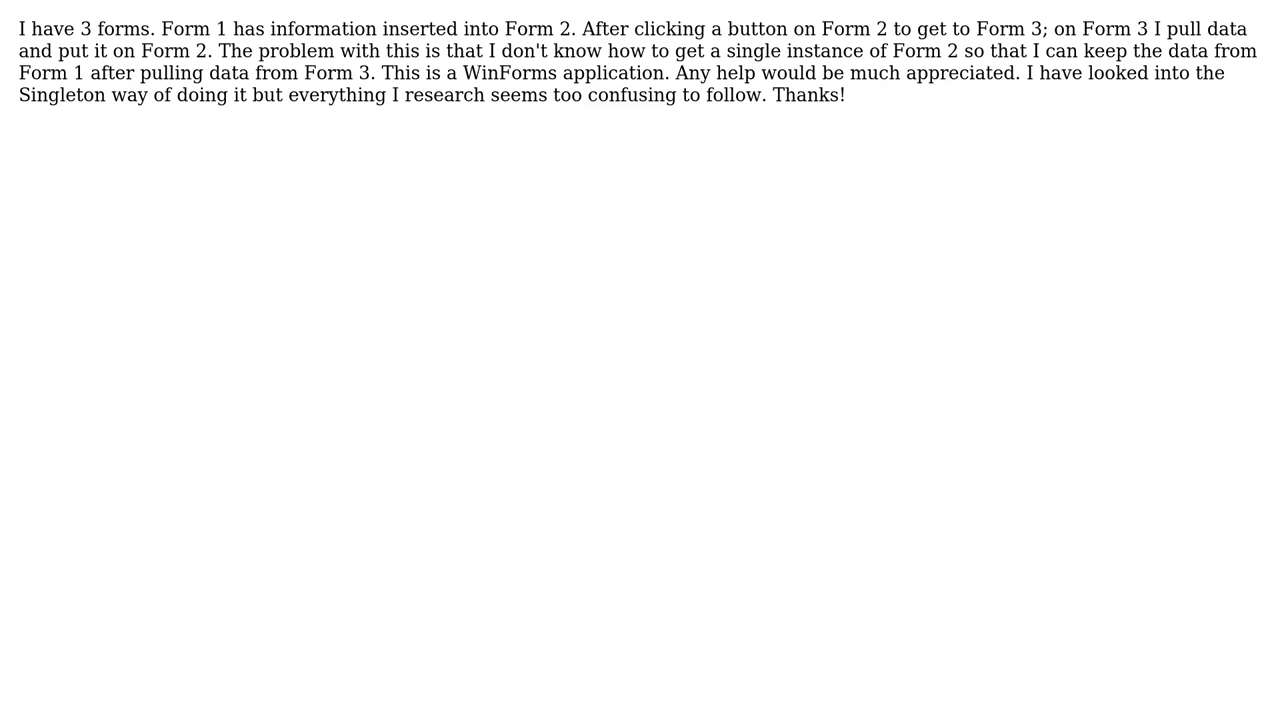 I have 3 forms. Form 1 has information inserted into Form 2. After clicking a button on Form 2 to get to Form 3; on Form 3 I pull data
and put it on Form 2. The problem with this is that I don't know how to get a single instance of Form 2 so that I can keep the data from
Form 1 after pulling data from Form 3. This is a WinForms application. Any help would be much appreciated. I have looked into the
Singleton way of doing it but everything I research seems too confusing to follow. Thanks!